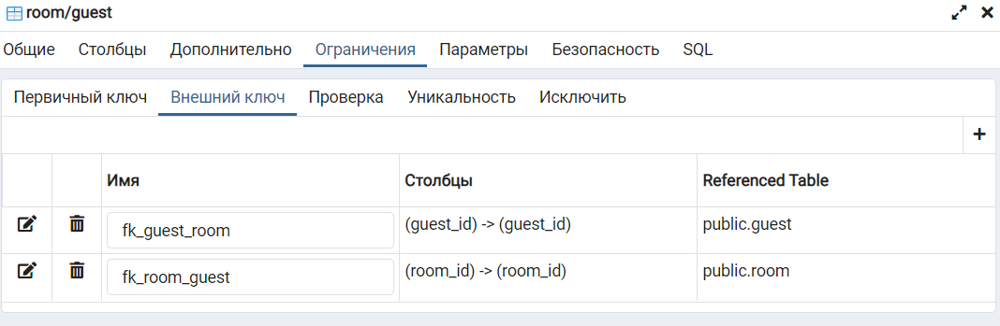 room/guest
Общие Столбцы Дополнительно Ограничения Параметры Безопасность SQL
Первичный ключ Внешний ключ Проверка Уникальность Исключить
Имя Столбцы Referenced Table
fk_guest_room (guest_id) -> (guest_id) public.guest
fk_room_guest (room_id) -> (room_id) public.room